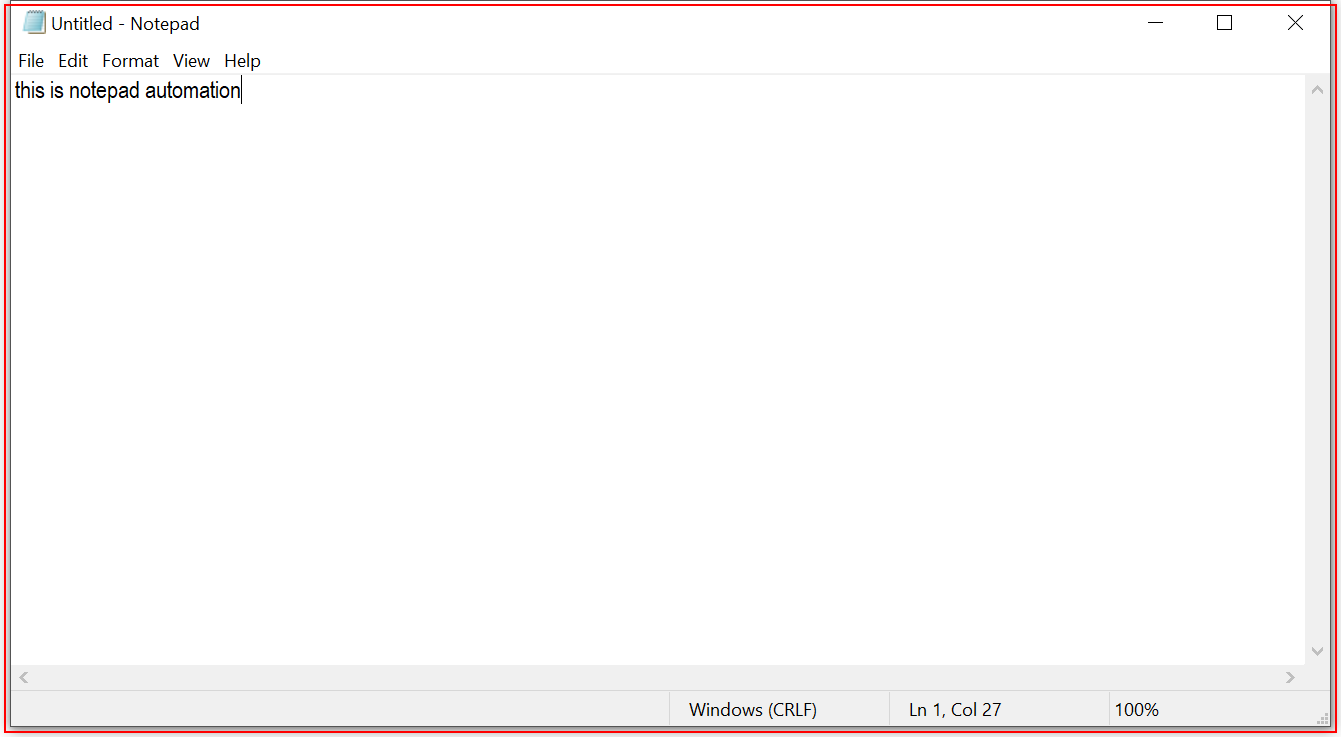 Untitled - Notepad
File Edit Format View Help
this is notepad automation
Windows (CRLF) Ln 1, Col 27 100%